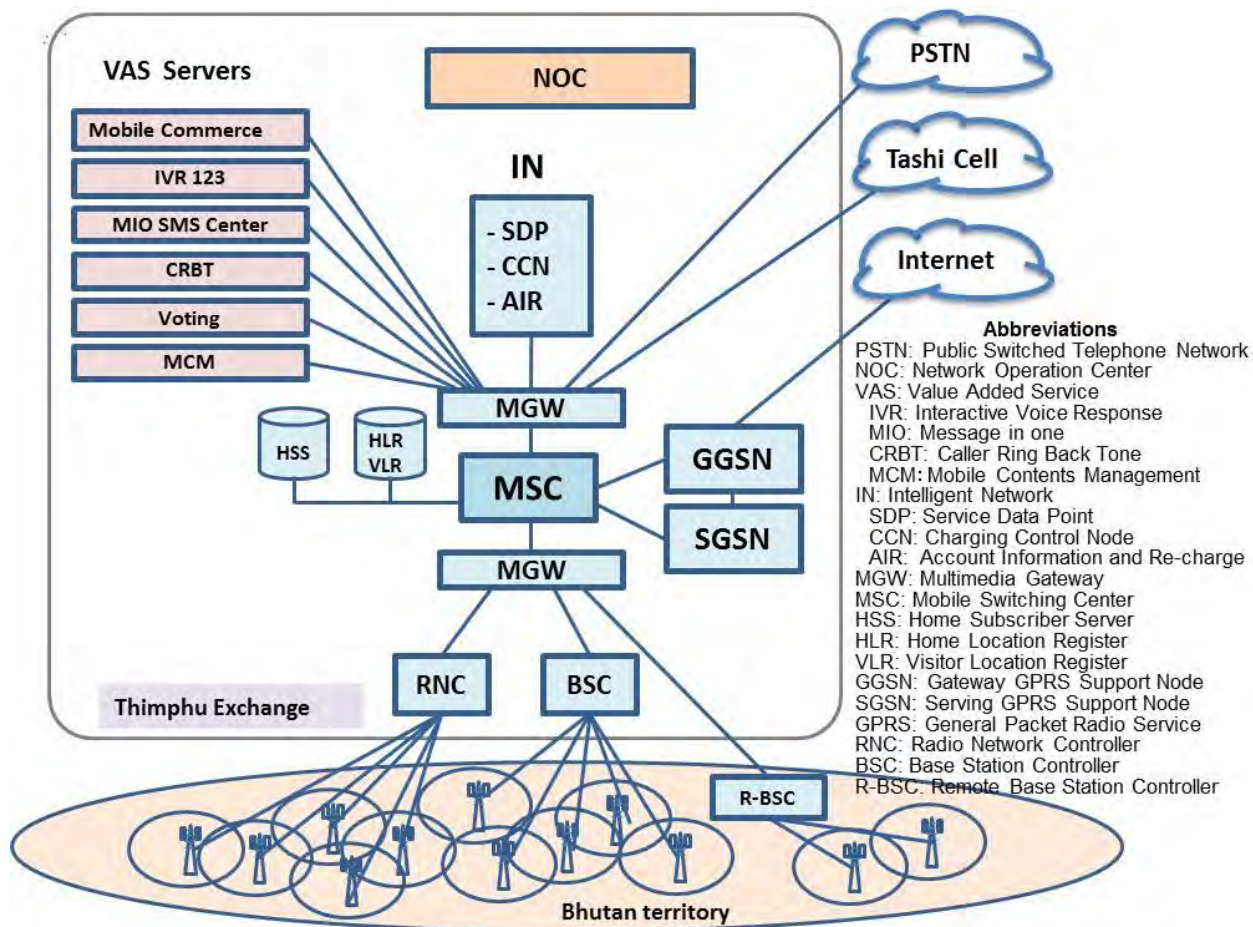 VAS Servers
NOC
Mobile Commerce
IVR 123
MIO SMS Center
CRBT
Voting
MCM
IN
- SDP
- CCN
- AIR
MGW
HSS
HLR
VLR
MSC
GGSN
SGSN
MGW
RNC
BSC
Thimphu Exchange
R-BSC
Bhutan territory
PSTN
Tashi Cell
Internet
Abbreviations
PSTN: Public Switched Telephone Network
NOC: Network Operation Center
VAS: Value Added Service
IVR: Interactive Voice Response
MIO: Message in one
CRBT: Caller Ring Back Tone
MCM: Mobile Contents Management
IN: Intelligent Network
SDP: Service Data Point
CCN: Charging Control Node
AIR: Account Information and Re-charge
MGW: Multimedia Gateway
MSC: Mobile Switching Center
HSS: Home Subscriber Server
HLR: Home Location Register
VLR: Visitor Location Register
GGSN: Gateway GPRS Support Node
SGSN: Serving GPRS Support Node
GPRS: General Packet Radio Service
RNC: Radio Network Controller
BSC: Base Station Controller
R-BSC: Remote Base Station Controller